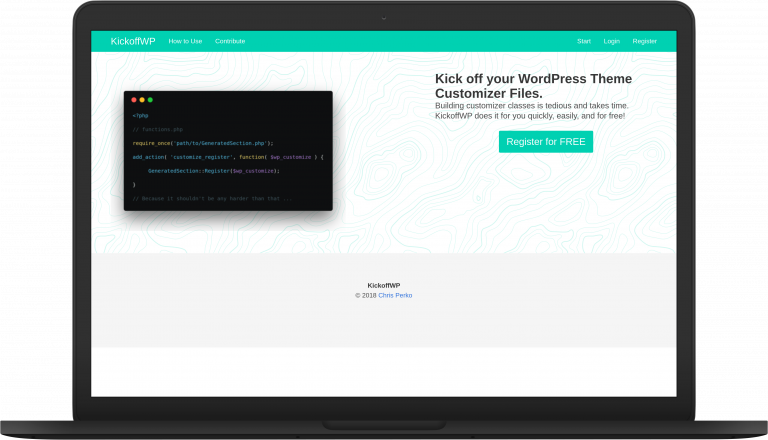 KickoffWP How to Use Contribute Start Login Register
Kick off your WordPress Theme
Customizer Files.
Building customizer classes is tedious and takes time.
KickoffWP does it for you quickly, easily, and for free!
Register for FREE
<?php
// functions.php
require_once('path/to/GeneratedSection.php');
add_action( 'customize_register', function( $wp_customize ) {
GeneratedSection::Register($wp_customize);
}
// Because it shouldn't be any harder than that ...
KickoffWP
© 2018 Chris Perko